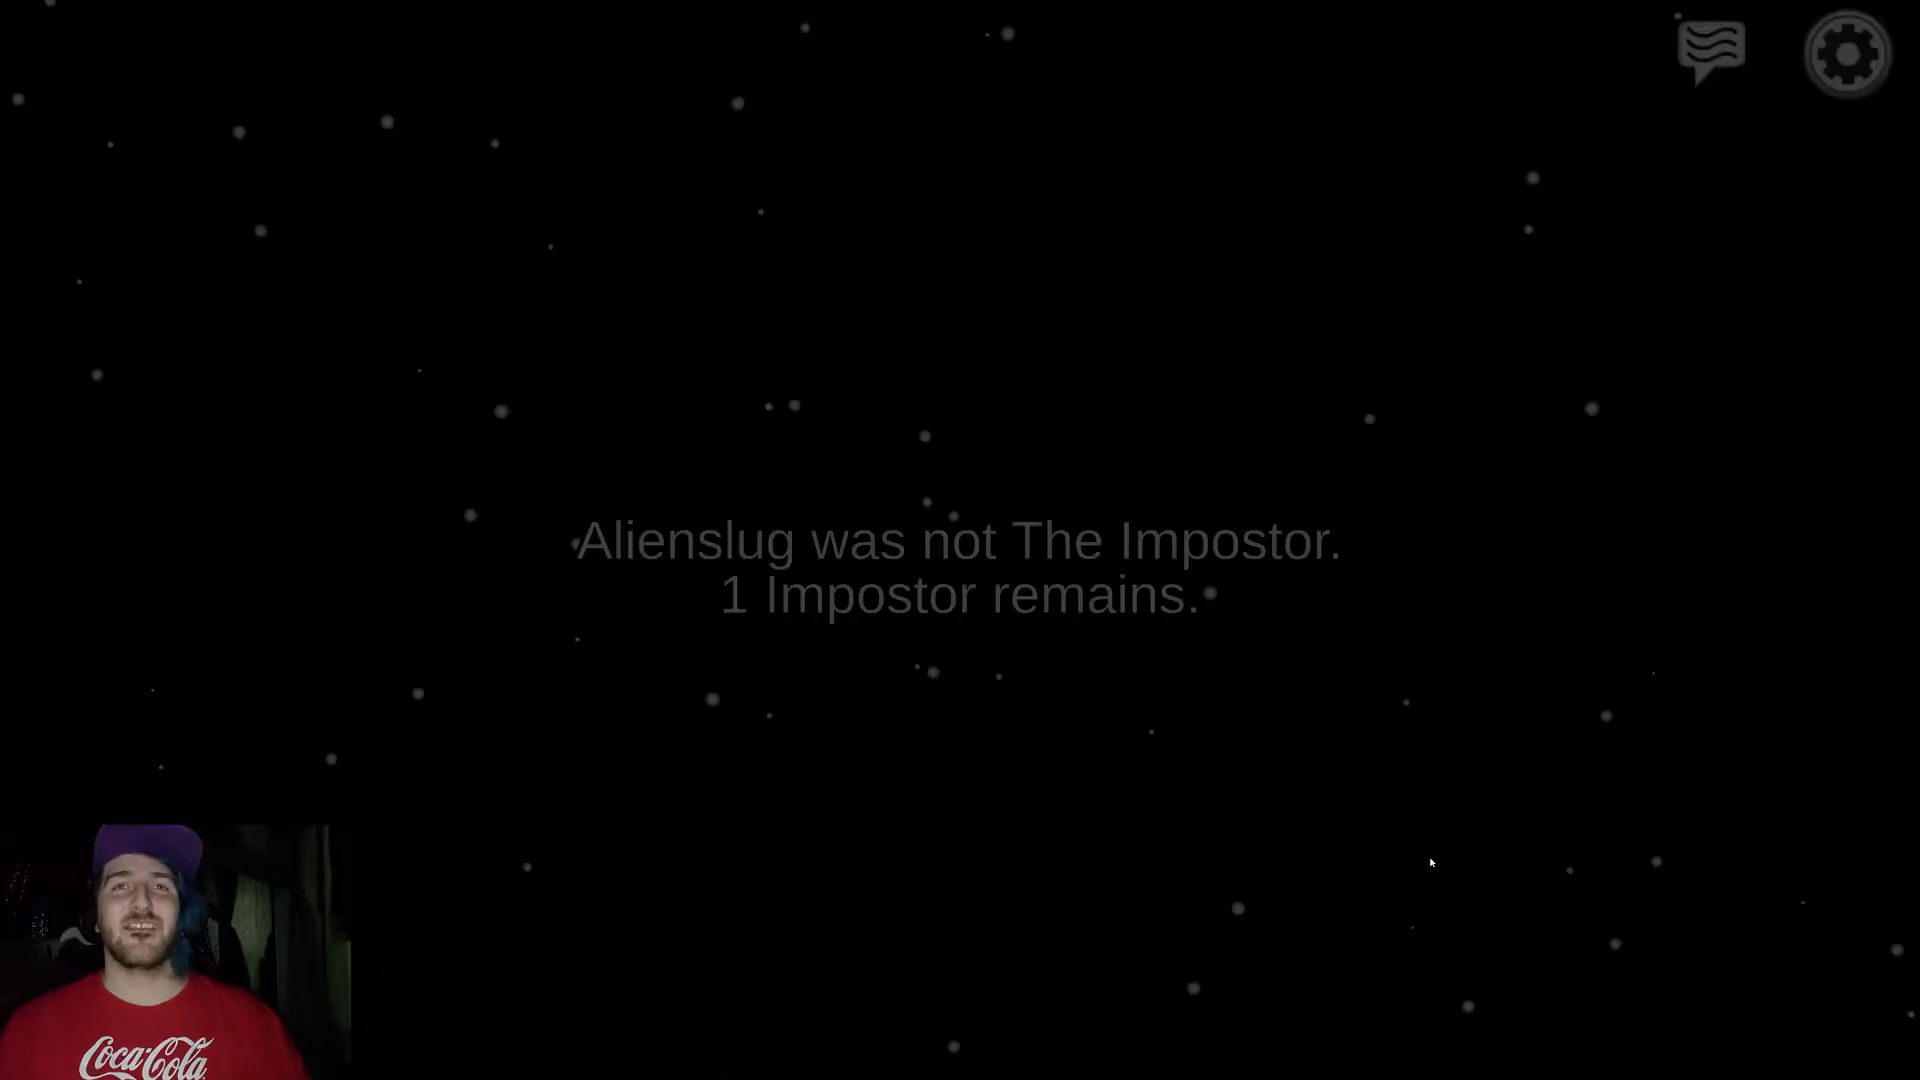 Alienslug was not The Impostor.
1 Impostor remains.
Coca-Cola